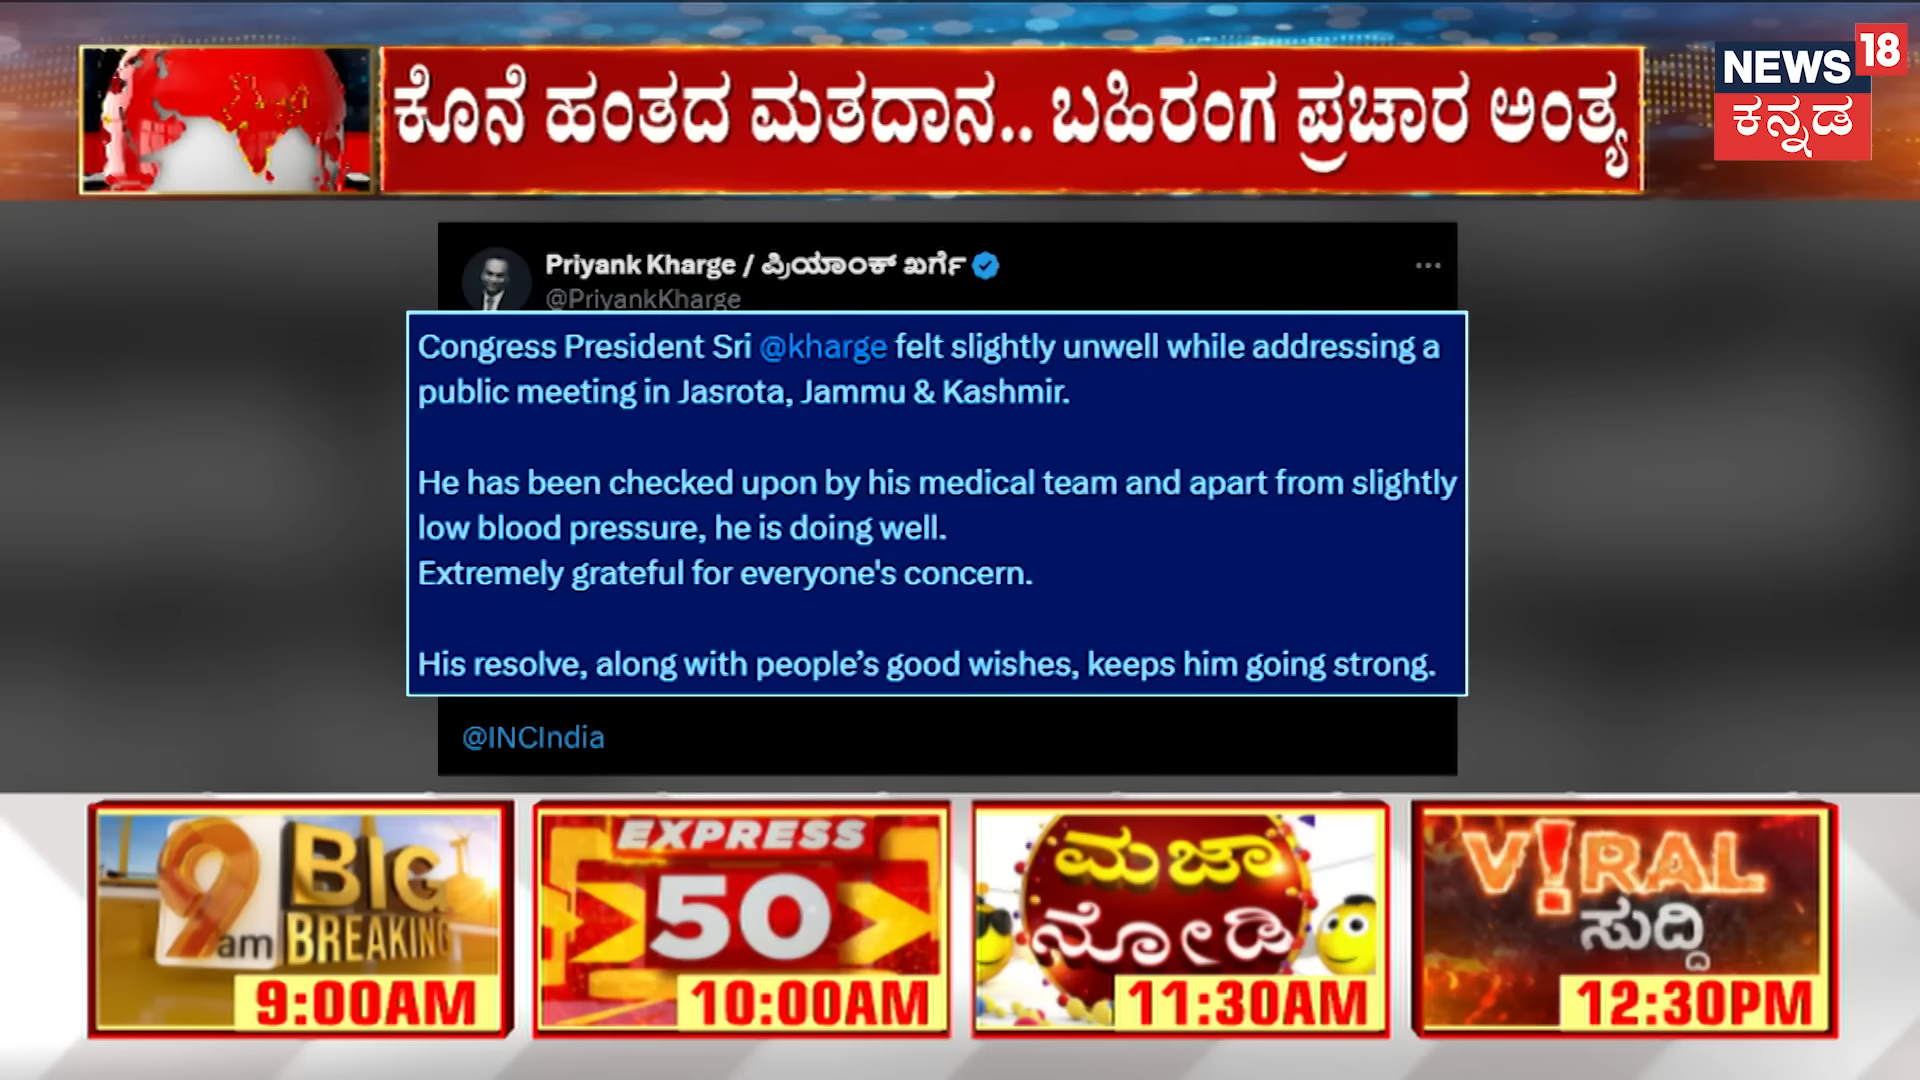 ಕೊನೆ ಹಂತದ ಮತದಾನ.. ಬಹಿರಂಗ ಪ್ರಚಾರ ಅಂತ್ಯ
NEWS 18
ಕನ್ನಡ
Priyank Kharge / ಪ್ರಿಯಾಂಕ್ ಖರ್ಗೆ
@PriyankKharge
Congress President Sri @kharge felt slightly unwell while addressing a
public meeting in Jasrota, Jammu & Kashmir.
He has been checked upon by his medical team and apart from slightly
low blood pressure, he is doing well.
Extremely grateful for everyone's concern.
His resolve, along with people’s good wishes, keeps him going strong.
@INCIndia
9am BIG BREAKING
9:00AM
EXPRESS
50
10:00AM
ಮಜಾ
ನೋಡಿ
11:30AM
V!RAL
ಸುದ್ದಿ
12:30PM